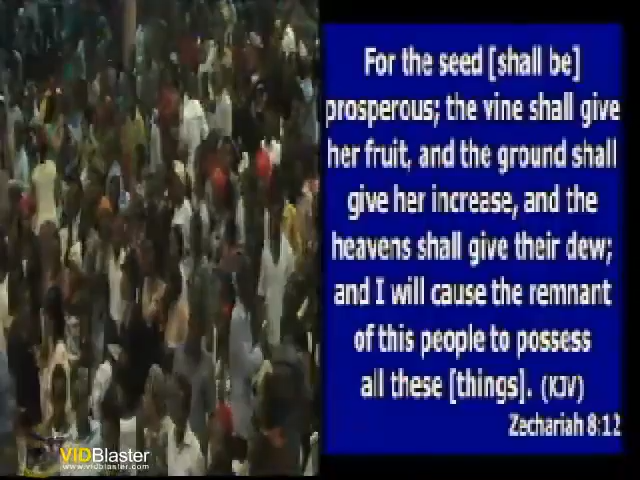 For the seed [shall be]
prosperous; the vine shall give
her fruit, and the ground shall
give her increase, and the
heavens shall give their dew;
and I will cause the remnant
of this people to possess
all these [things]. (KJV)
Zechariah 8:12
VIDBlaster
www.vidblaster.com